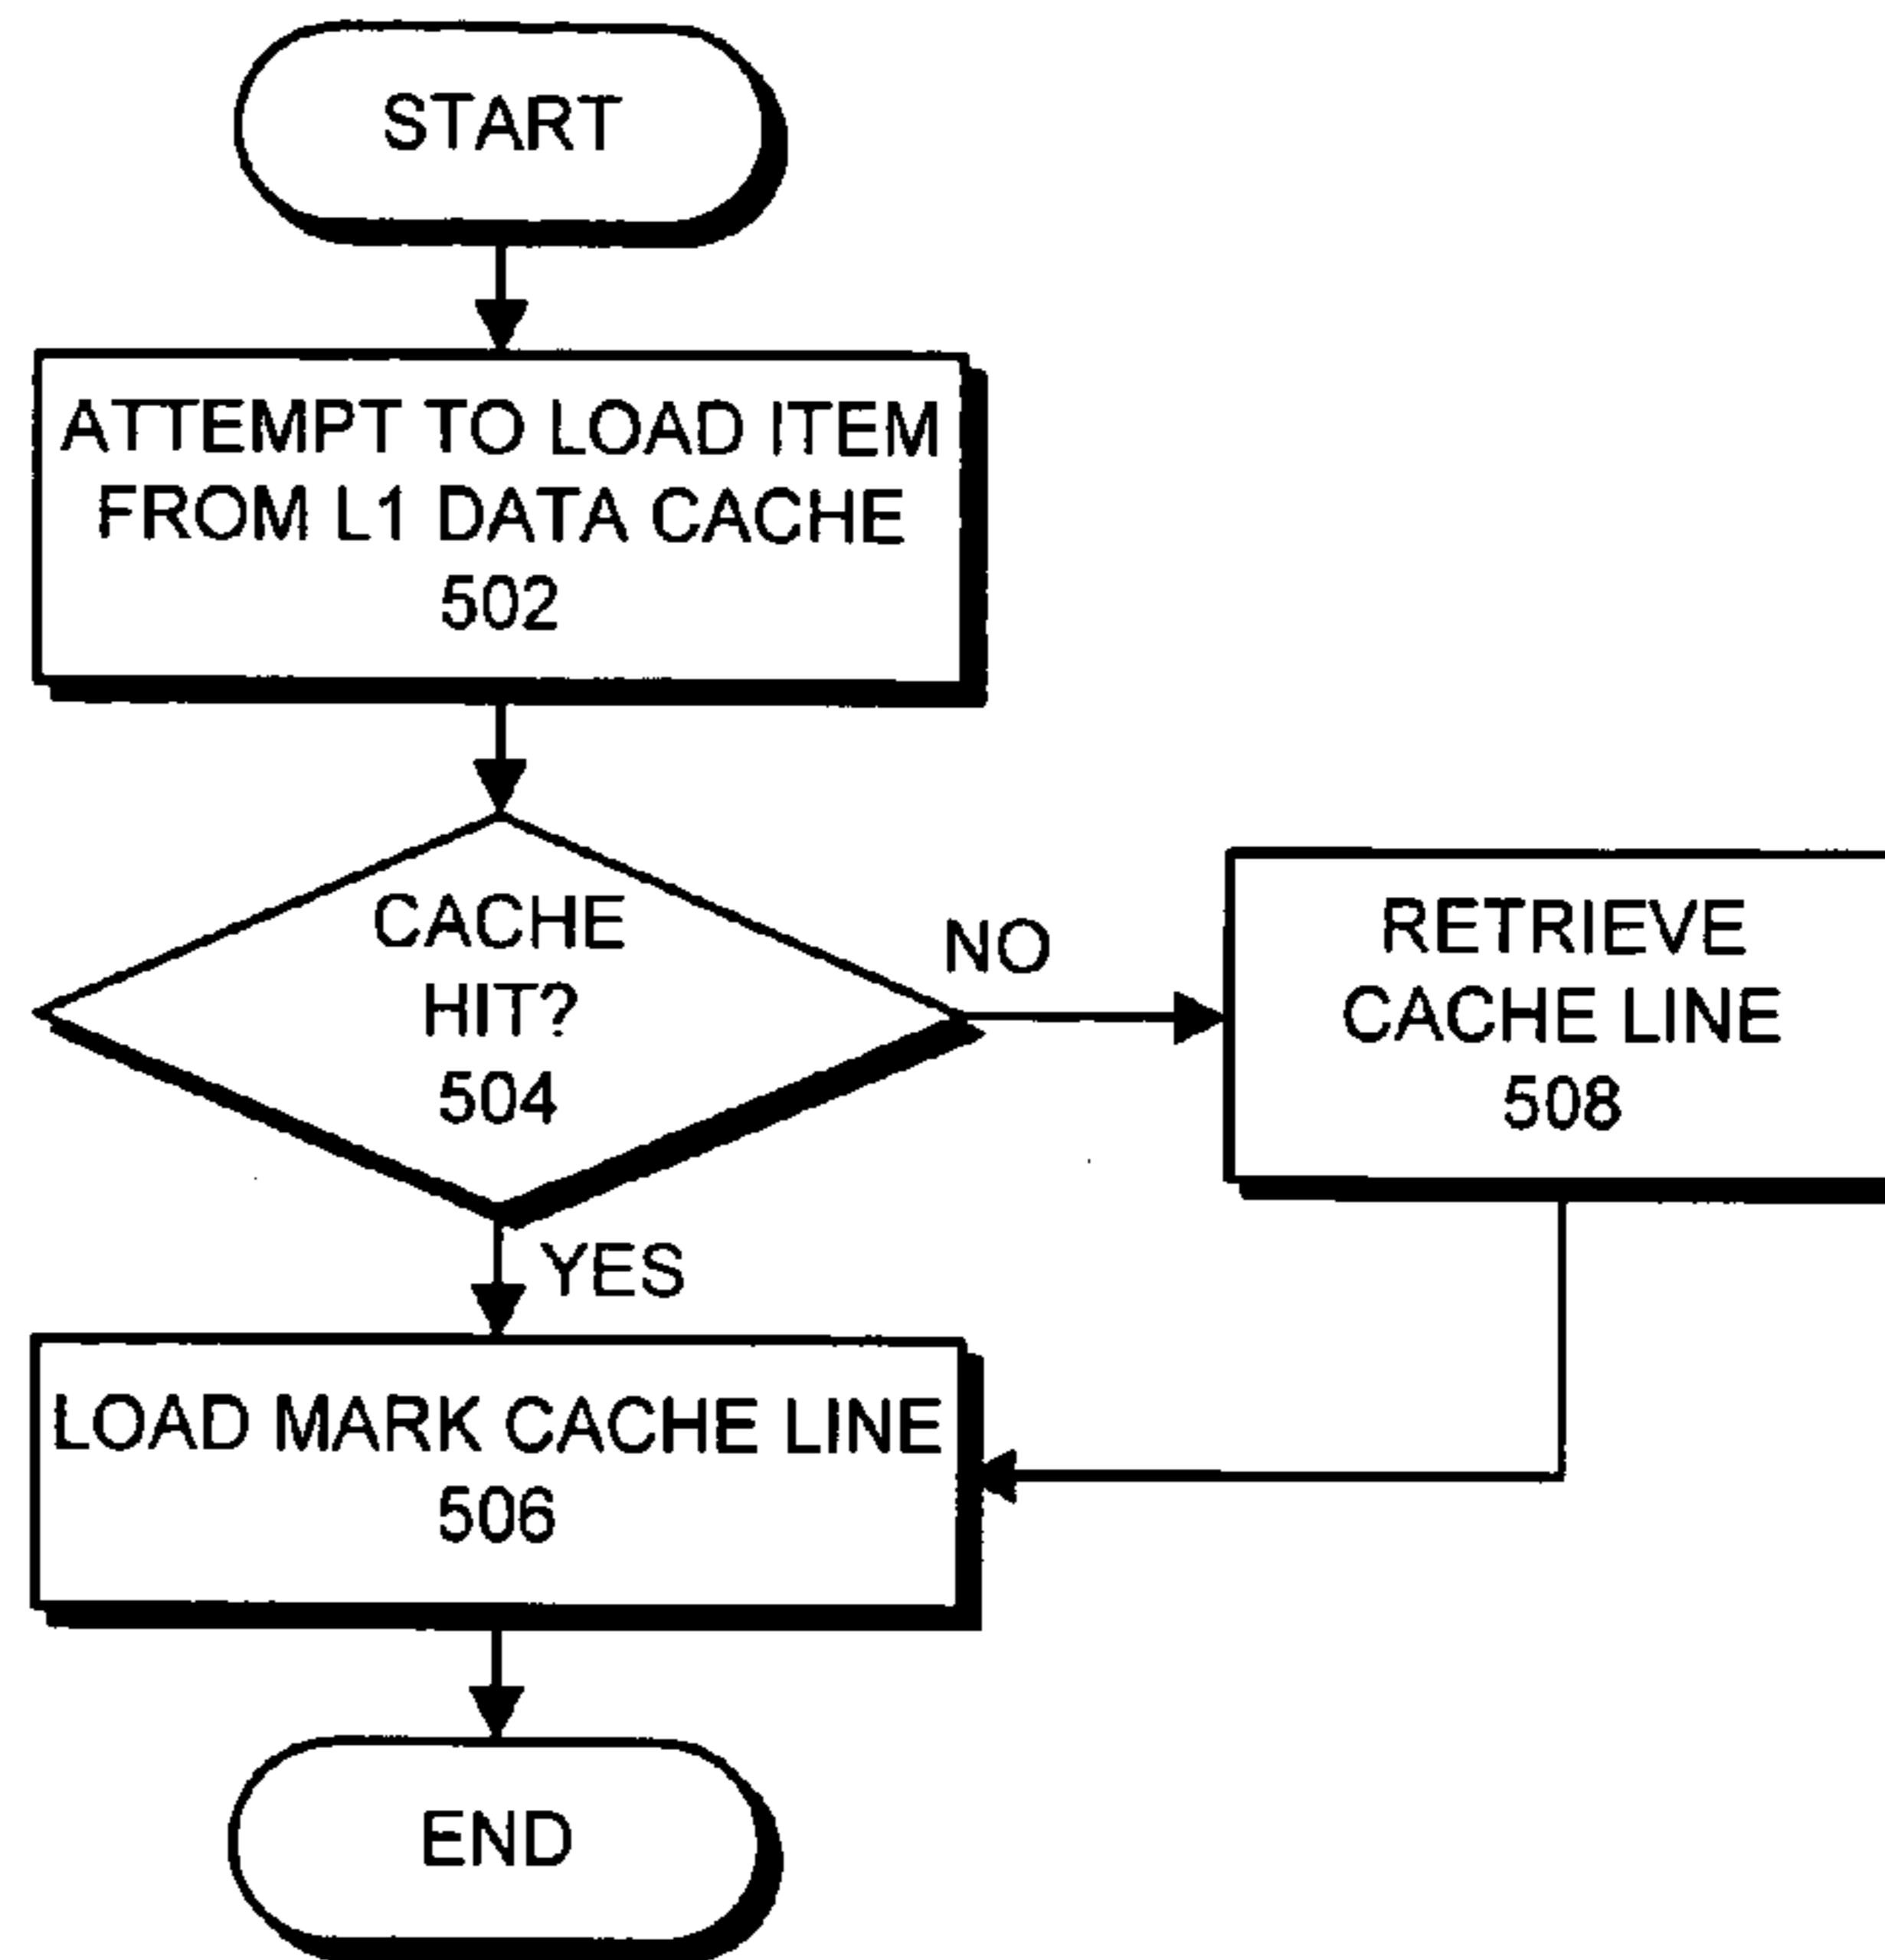 START
ATTEMPT TO LOAD ITEM
FROM L1 DATA CACHE
502
CACHE
HIT?
504
NO
RETRIEVE
CACHE LINE
508
YES
LOAD MARK CACHE LINE
506
END